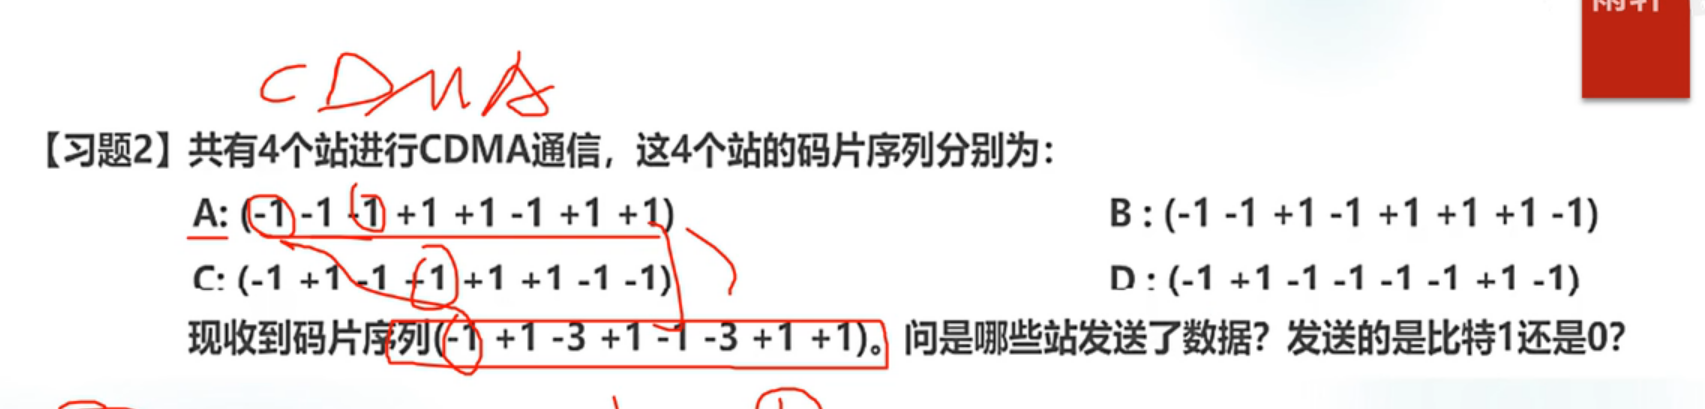 CDMA
【习题2】共有4个站进行CDMA通信，这4个站的码片序列分别为：
A: (-1 -1 -1 +1 +1 -1 +1 +1) B : (-1 -1 +1 -1 +1 +1 +1 -1)
C: (-1 +1 -1 +1 +1 +1 -1 -1) D : (-1 +1 -1 -1 -1 -1 +1 -1)
现收到码片序列(-1 +1 -3 +1 -1 -3 +1 +1)。问是哪些站发送了数据？发送的是比特1还是0？